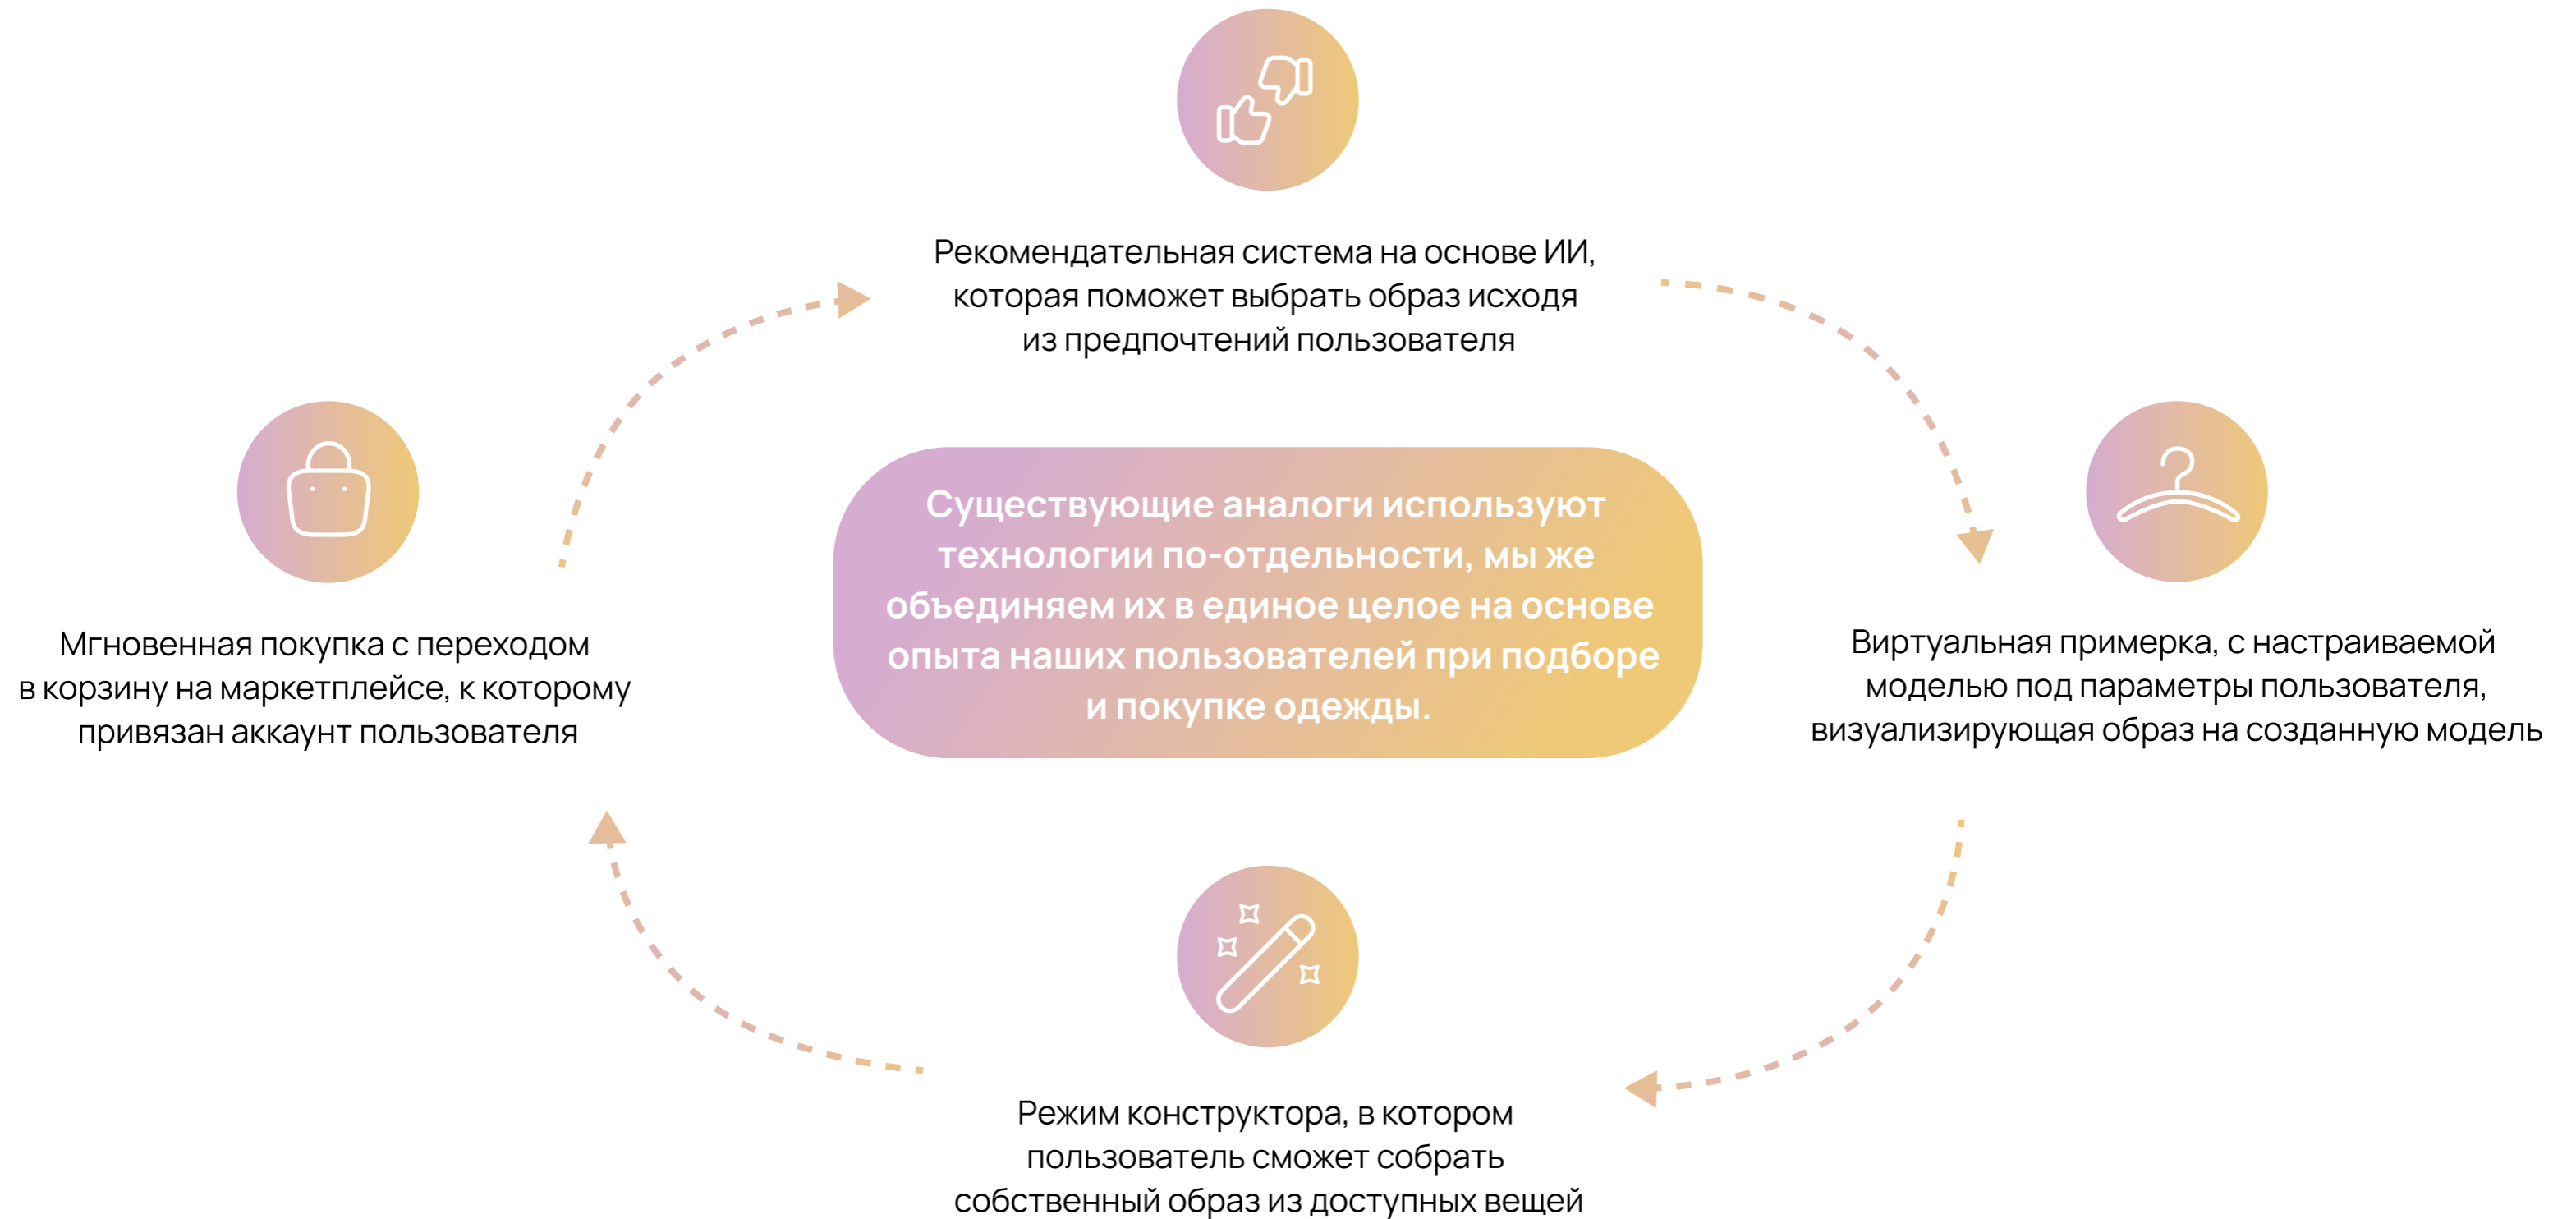 Рекомендательная система на основе ИИ,
которая поможет выбрать образ исходя
из предпочтений пользователя
Существующие аналоги используют
технологии по-отдельности, мы же
объединяем их в единое целое на основе
опыта наших пользователей при подборе
и покупке одежды.
Мгновенная покупка с переходом
в корзину на маркетплейсе, к которому
привязан аккаунт пользователя
Виртуальная примерка, с настраиваемой
моделью под параметры пользователя,
визуализирующая образ на созданную модель
Режим конструктора, в котором
пользователь сможет собрать
собственный образ из доступных вещей